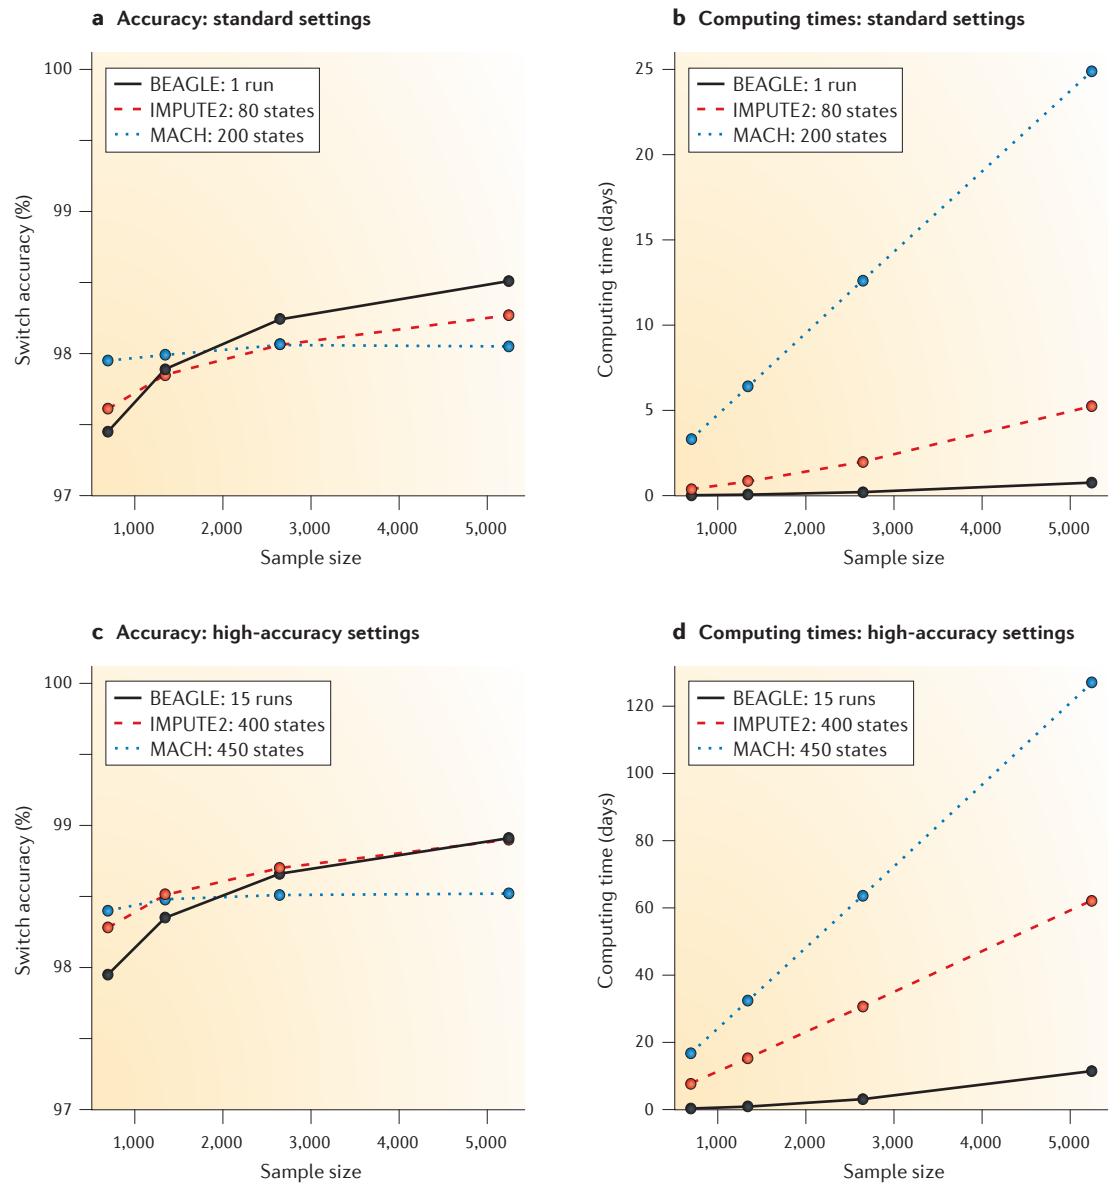 a Accuracy: standard settings
100
99
98
97
Switch accuracy (%)
BEAGLE: 1 run
IMPUTE2: 80 states
MACH: 200 states
1,000 2,000 3,000 4,000 5,000
Sample size
b Computing times: standard settings
25
20
15
10
5
0
Computing time (days)
BEAGLE: 1 run
IMPUTE2: 80 states
MACH: 200 states
1,000 2,000 3,000 4,000 5,000
Sample size
c Accuracy: high-accuracy settings
100
99
98
97
Switch accuracy (%)
BEAGLE: 15 runs
IMPUTE2: 400 states
MACH: 450 states
1,000 2,000 3,000 4,000 5,000
Sample size
d Computing times: high-accuracy settings
120
100
80
60
40
20
0
Computing time (days)
BEAGLE: 15 runs
IMPUTE2: 400 states
MACH: 450 states
1,000 2,000 3,000 4,000 5,000
Sample size